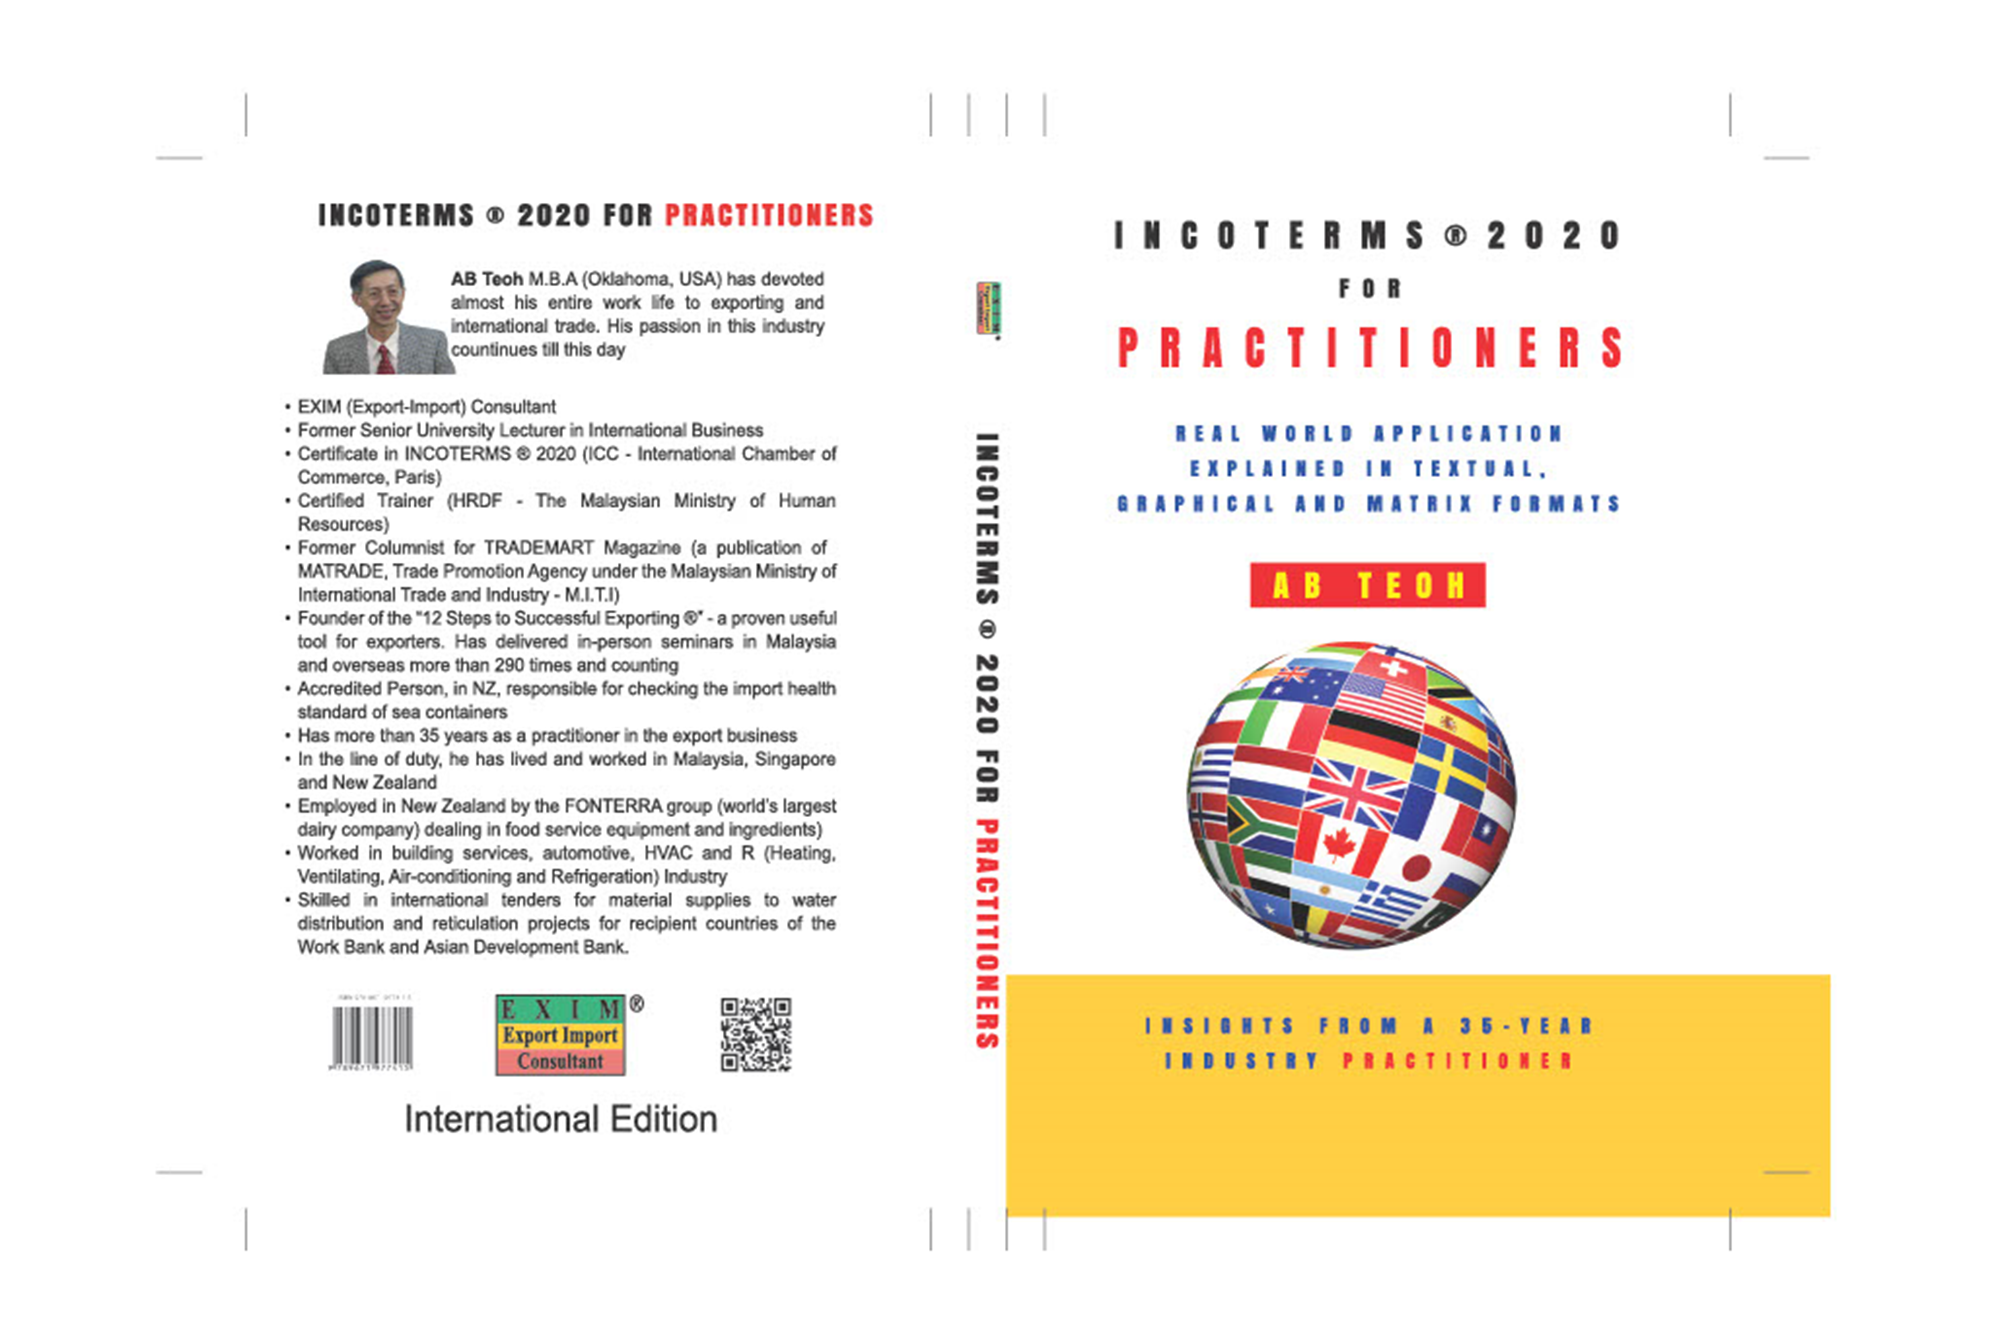 INCOTERMS ® 2020 FOR PRACTITIONERS
AB Teoh M.B.A (Oklahoma, USA) has devoted
almost his entire work life to exporting and
international trade. His passion in this industry
countinues till this day
• EXIM (Export-Import) Consultant
• Former Senior University Lecturer in International Business
• Certificate in INCOTERMS ® 2020 (ICC - International Chamber of
Commerce, Paris)
• Certified Trainer (HRDF - The Malaysian Ministry of Human
Resources)
• Former Columnist for TRADEMART Magazine (a publication of
MATRADE, Trade Promotion Agency under the Malaysian Ministry of
International Trade and Industry - M.I.T.I)
• Founder of the "12 Steps to Successful Exporting ®" - a proven useful
tool for exporters. Has delivered in-person seminars in Malaysia
and overseas more than 290 times and counting
• Accredited Person, in NZ, responsible for checking the import health
standard of sea containers
• Has more than 35 years as a practitioner in the export business
• In the line of duty, he has lived and worked in Malaysia, Singapore
and New Zealand
• Employed in New Zealand by the FONTERRA group (world's largest
dairy company) dealing in food service equipment and ingredients)
• Worked in building services, automotive, HVAC and R (Heating,
Ventilating, Air-conditioning and Refrigeration) Industry
• Skilled in international tenders for material supplies to water
distribution and reticulation projects for recipient countries of the
Work Bank and Asian Development Bank.
EXIM ®
Export Import
Consultant
International Edition
EXIM
Export Import
Consultant
INCOTERMS ® 2020 FOR PRACTITIONERS
INCOTERMS ® 2020
FOR
PRACTITIONERS
REAL WORLD APPLICATION
EXPLAINED IN TEXTUAL,
GRAPHICAL AND MATRIX FORMATS
AB TEOH
INSIGHTS FROM A 35-YEAR
INDUSTRY PRACTITIONER